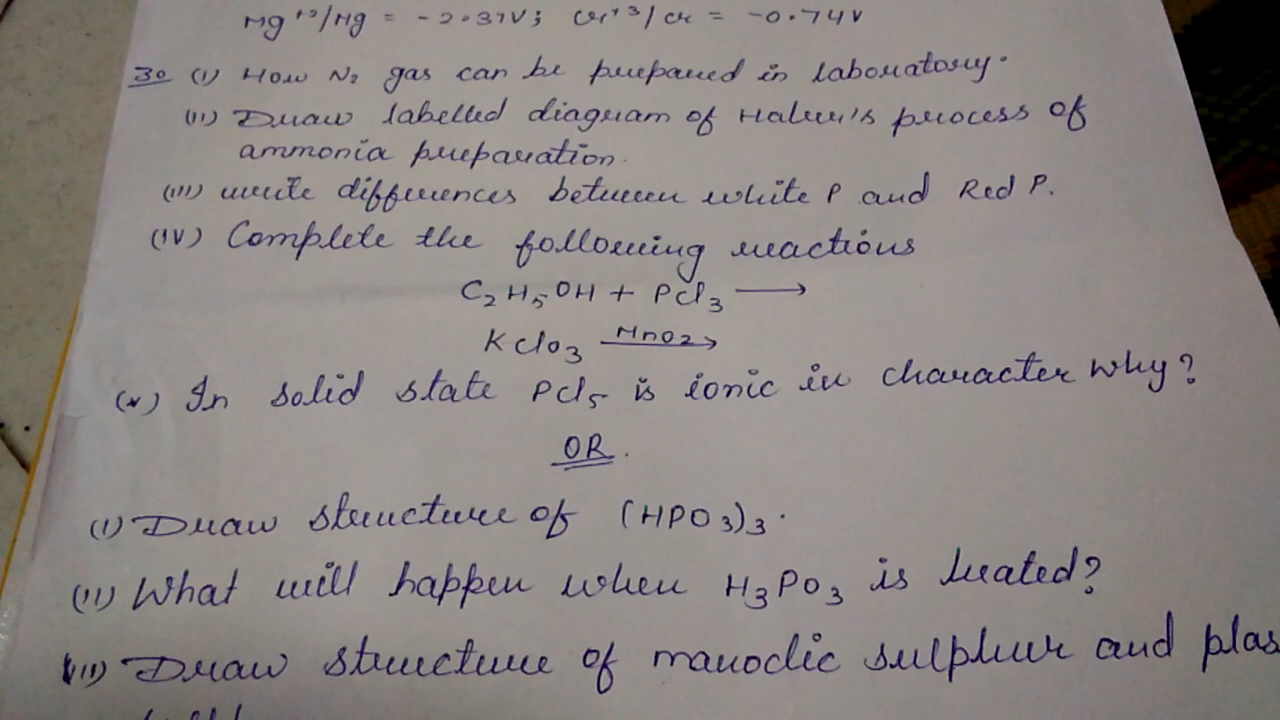 Mg⁺²/Mg = -2.37V; Cr⁺³/Cr = -0.74V
30 (i) How N₂ gas can be prepared in laboratory.
(ii) Draw labelled diagram of Haber's process of
ammonia preparation.
(iii) write differences between white P and Red P.
(iv) Complete the following reactions
C₂H₅OH + PCl₃ ⟶
KClO₃ MnO₂⟶
(v) In solid state PCl₅ is ionic in character why?
OR.
(i) Draw structure of (HPO₃)₃.
(ii) What will happen when H₃PO₃ is heated?
(iii) Draw structure of manoclic sulphur and plas